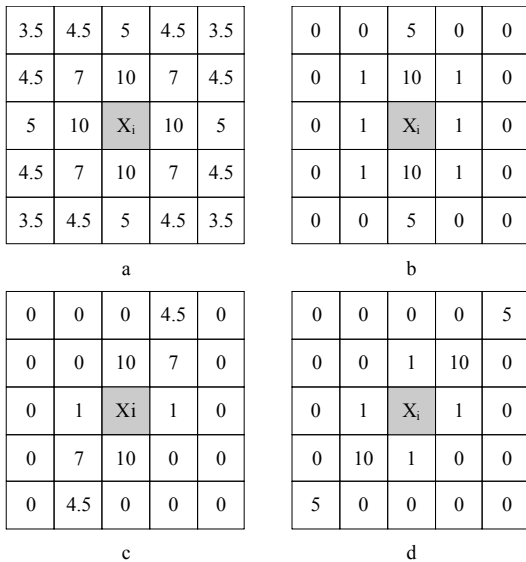 3.5 4.5 5 4.5 3.5
4.5 7 10 7 4.5
5 10 Xᵢ 10 5
4.5 7 10 7 4.5
3.5 4.5 5 4.5 3.5
a
0 0 5 0 0
0 1 10 1 0
0 1 Xᵢ 1 0
0 1 10 1 0
0 0 5 0 0
b
0 0 0 4.5 0
0 0 10 7 0
0 1 Xi 1 0
0 7 10 0 0
0 4.5 0 0 0
c
0 0 0 0 5
0 0 1 10 0
0 1 Xᵢ 1 0
0 10 1 0 0
5 0 0 0 0
d